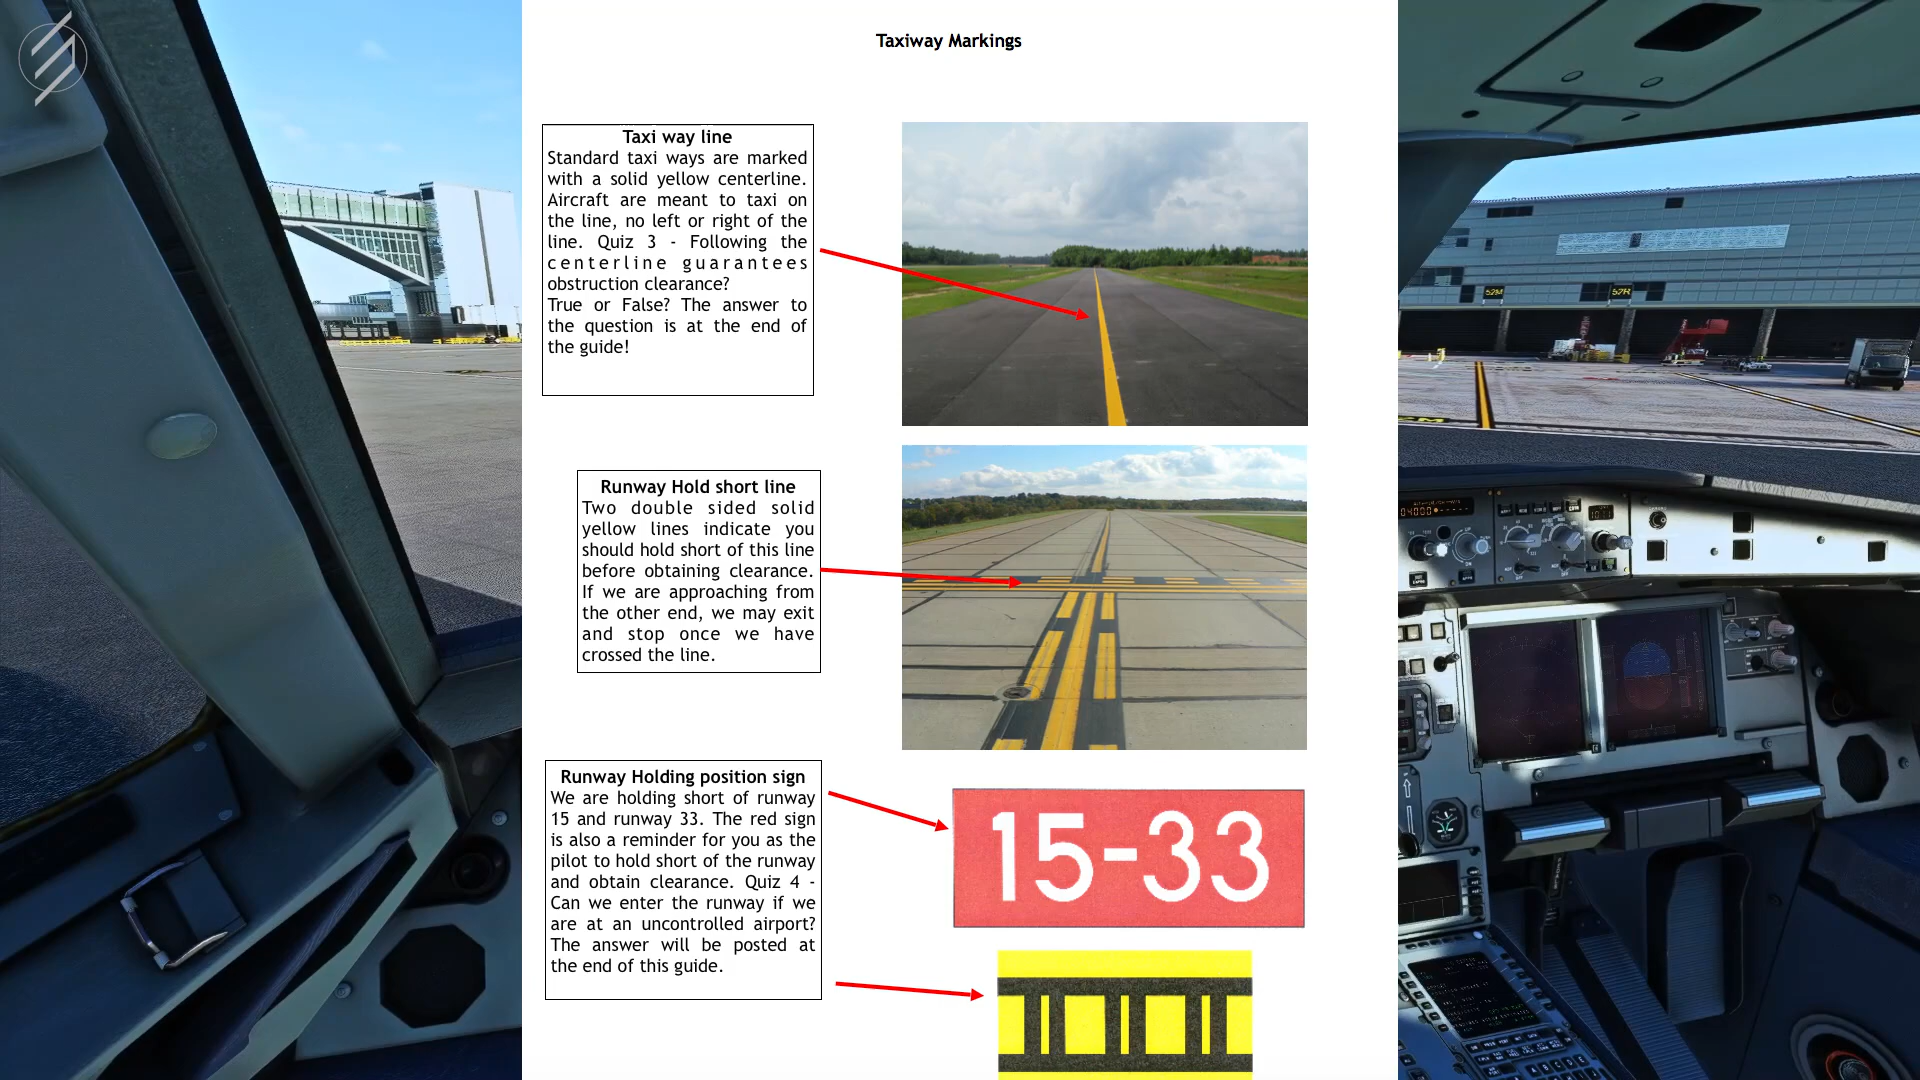 Taxiway Markings
Taxi way line
Standard taxi ways are marked
with a solid yellow centerline.
Aircraft are meant to taxi on
the line, no left or right of the
line. Quiz 3 - Following the
centerline guarantees
obstruction clearance?
True or False? The answer to
the question is at the end of
the guide!
Runway Hold short line
Two double sided solid
yellow lines indicate you
should hold short of this line
before obtaining clearance.
If we are approaching from
the other end, we may exit
and stop once we have
crossed the line.
Runway Holding position sign
We are holding short of runway
15 and runway 33. The red sign
is also a reminder for you as the
pilot to hold short of the runway
and obtain clearance. Quiz 4 -
Can we enter the runway if we
are at an uncontrolled airport?
The answer will be posted at
the end of this guide.
15-33
52M
52R
04000